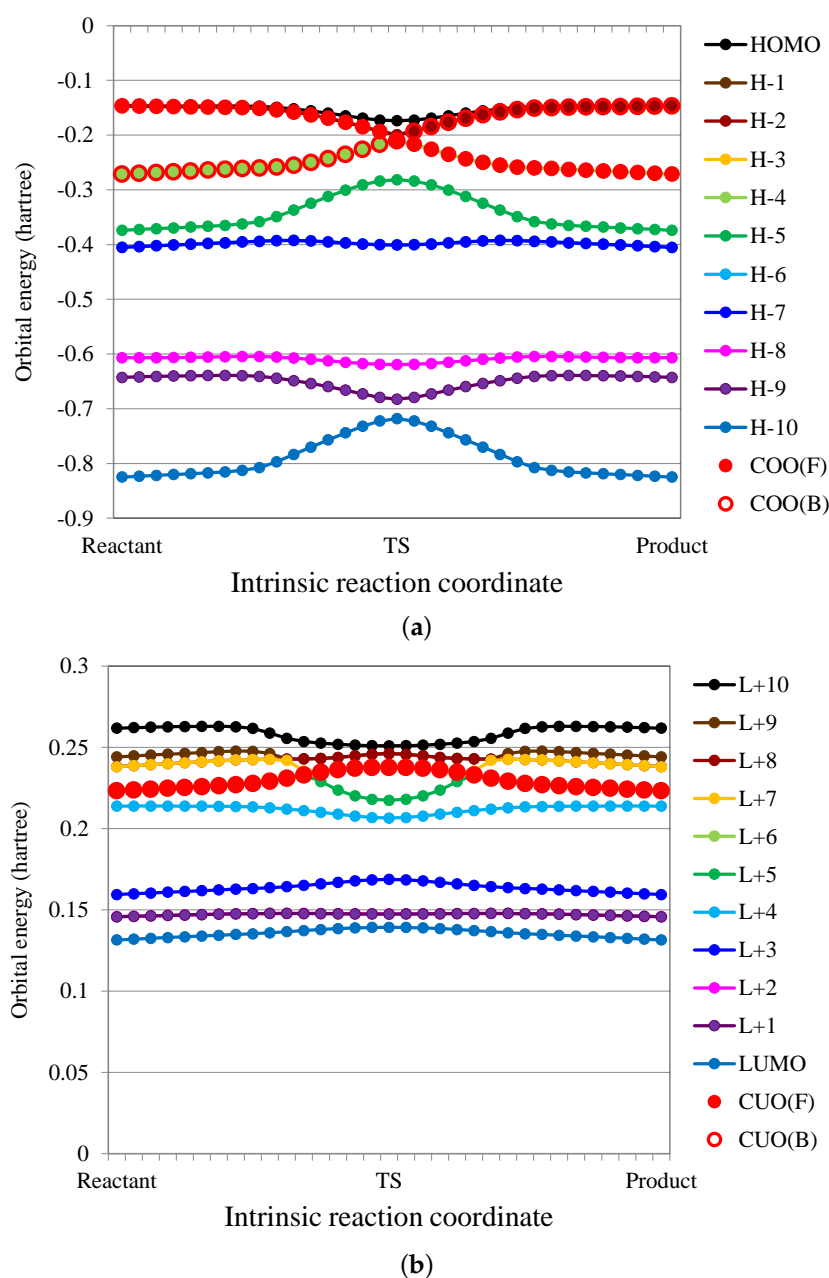 0
-0.1
-0.2
-0.3
-0.4
-0.5
-0.6
-0.7
-0.8
-0.9
Orbital energy (hartree)
Reactant TS Product
Intrinsic reaction coordinate
HOMO
H-1
H-2
H-3
H-4
H-5
H-6
H-7
H-8
H-9
H-10
COO(F)
COO(B)
(a)
0.3
0.25
0.2
0.15
0.1
0.05
0
Orbital energy (hartree)
Reactant TS Product
Intrinsic reaction coordinate
L+10
L+9
L+8
L+7
L+6
L+5
L+4
L+3
L+2
L+1
LUMO
CUO(F)
CUO(B)
(b)